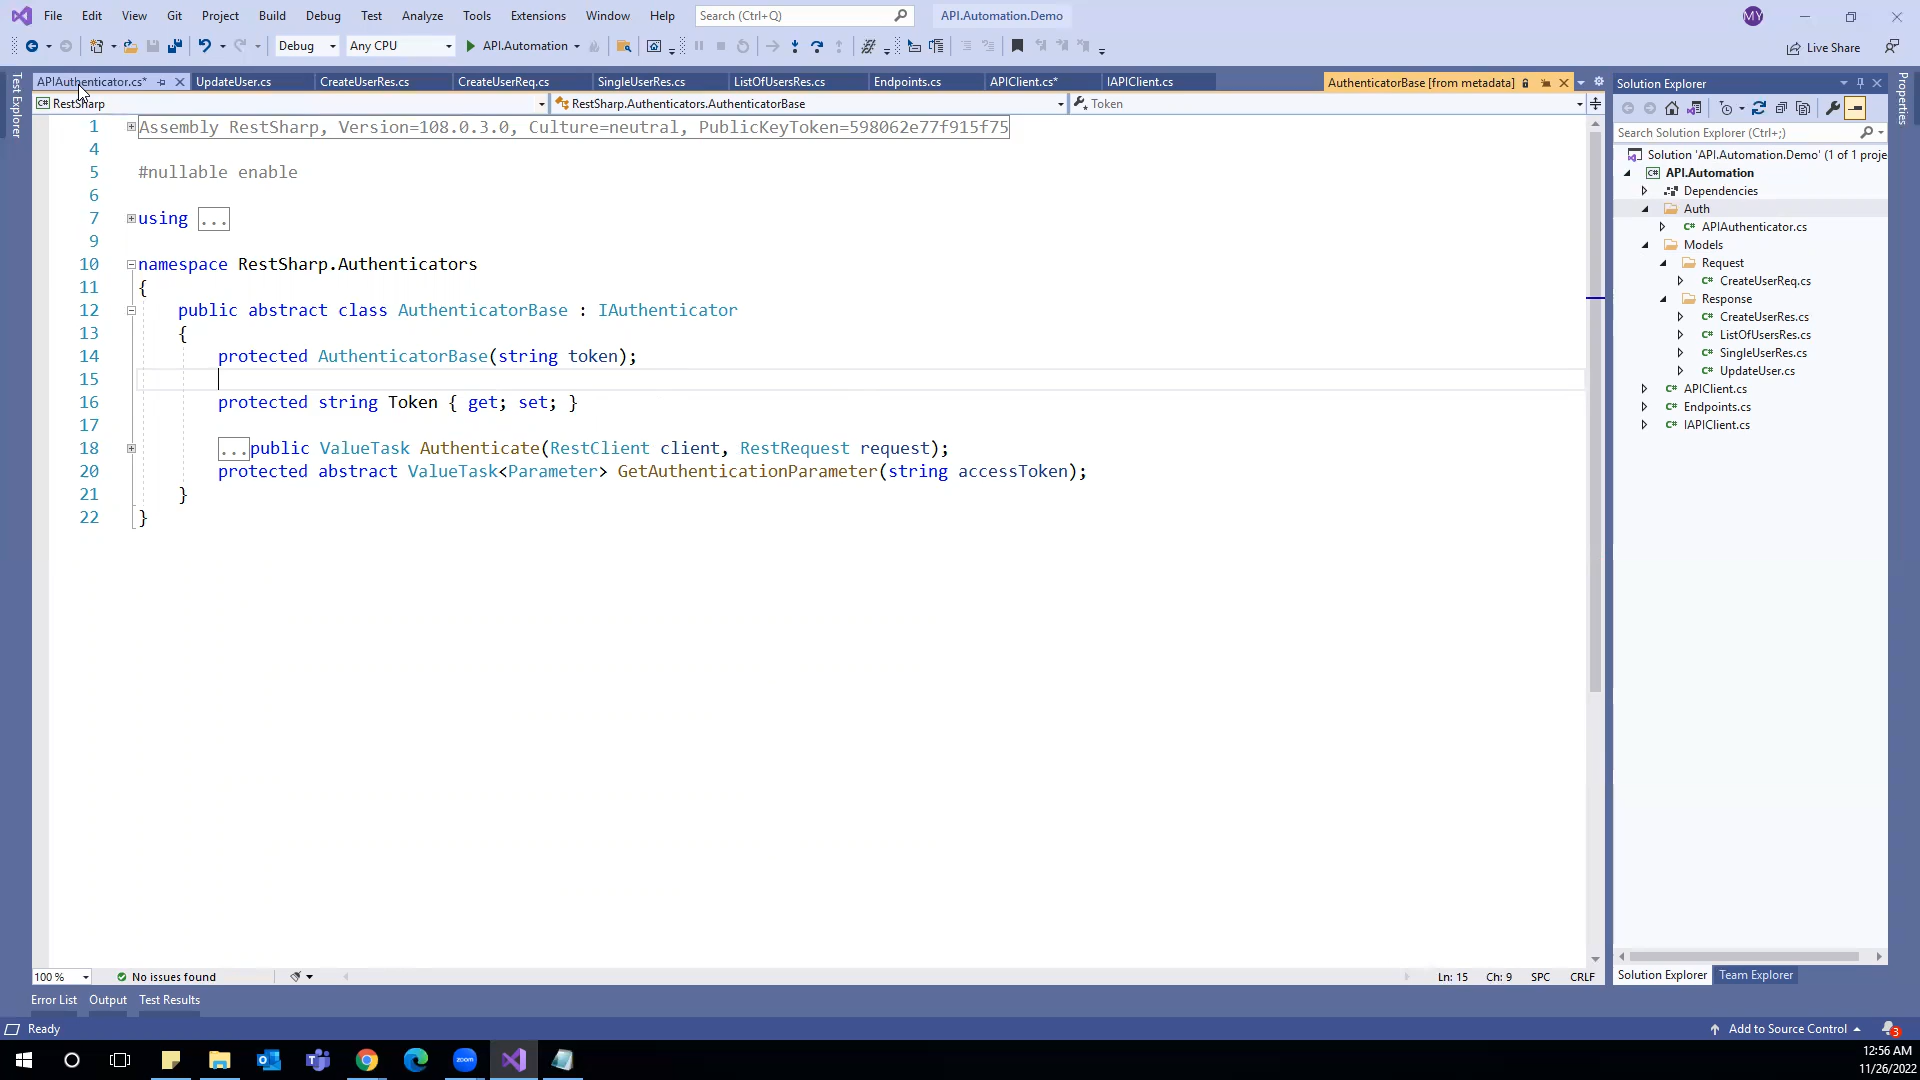 File Edit View Git Project Build Debug Test Analyze Tools Extensions Window Help Search (Ctrl+Q) API.Automation.Demo MY
Debug Any CPU API.Automation Live Share
APIAuthenticator.cs* UpdateUser.cs CreateUserRes.cs CreateUserReq.cs SingleUserRes.cs ListOfUsersRes.cs Endpoints.cs APIClient.cs* IAPIClient.cs AuthenticatorBase [from metadata]
RestSharp RestSharp.Authenticators.AuthenticatorBase Token
Test Explorer
1 Assembly RestSharp, Version=108.0.3.0, Culture=neutral, PublicKeyToken=598062e77f915f75
4
5 #nullable enable
6
7 using ...
9
10 namespace RestSharp.Authenticators
11 {
12 public abstract class AuthenticatorBase : IAuthenticator
13 {
14 protected AuthenticatorBase(string token);
15
16 protected string Token { get; set; }
17
18 ...public ValueTask Authenticate(RestClient client, RestRequest request);
20 protected abstract ValueTask<Parameter> GetAuthenticationParameter(string accessToken);
21 }
22 }
100 % No issues found Ln: 15 Ch: 9 SPC CRLF
Solution Explorer
Search Solution Explorer (Ctrl+;)
Solution 'API.Automation.Demo' (1 of 1 proje
API.Automation
Dependencies
Auth
C# APIAuthenticator.cs
Models
Request
C# CreateUserReq.cs
Response
C# CreateUserRes.cs
C# ListOfUsersRes.cs
C# SingleUserRes.cs
C# UpdateUser.cs
C# APIClient.cs
C# Endpoints.cs
C# IAPIClient.cs
Solution Explorer Team Explorer
Properties
Error List Output Test Results
Ready Add to Source Control 3
zoom
12:56 AM
11/26/2022